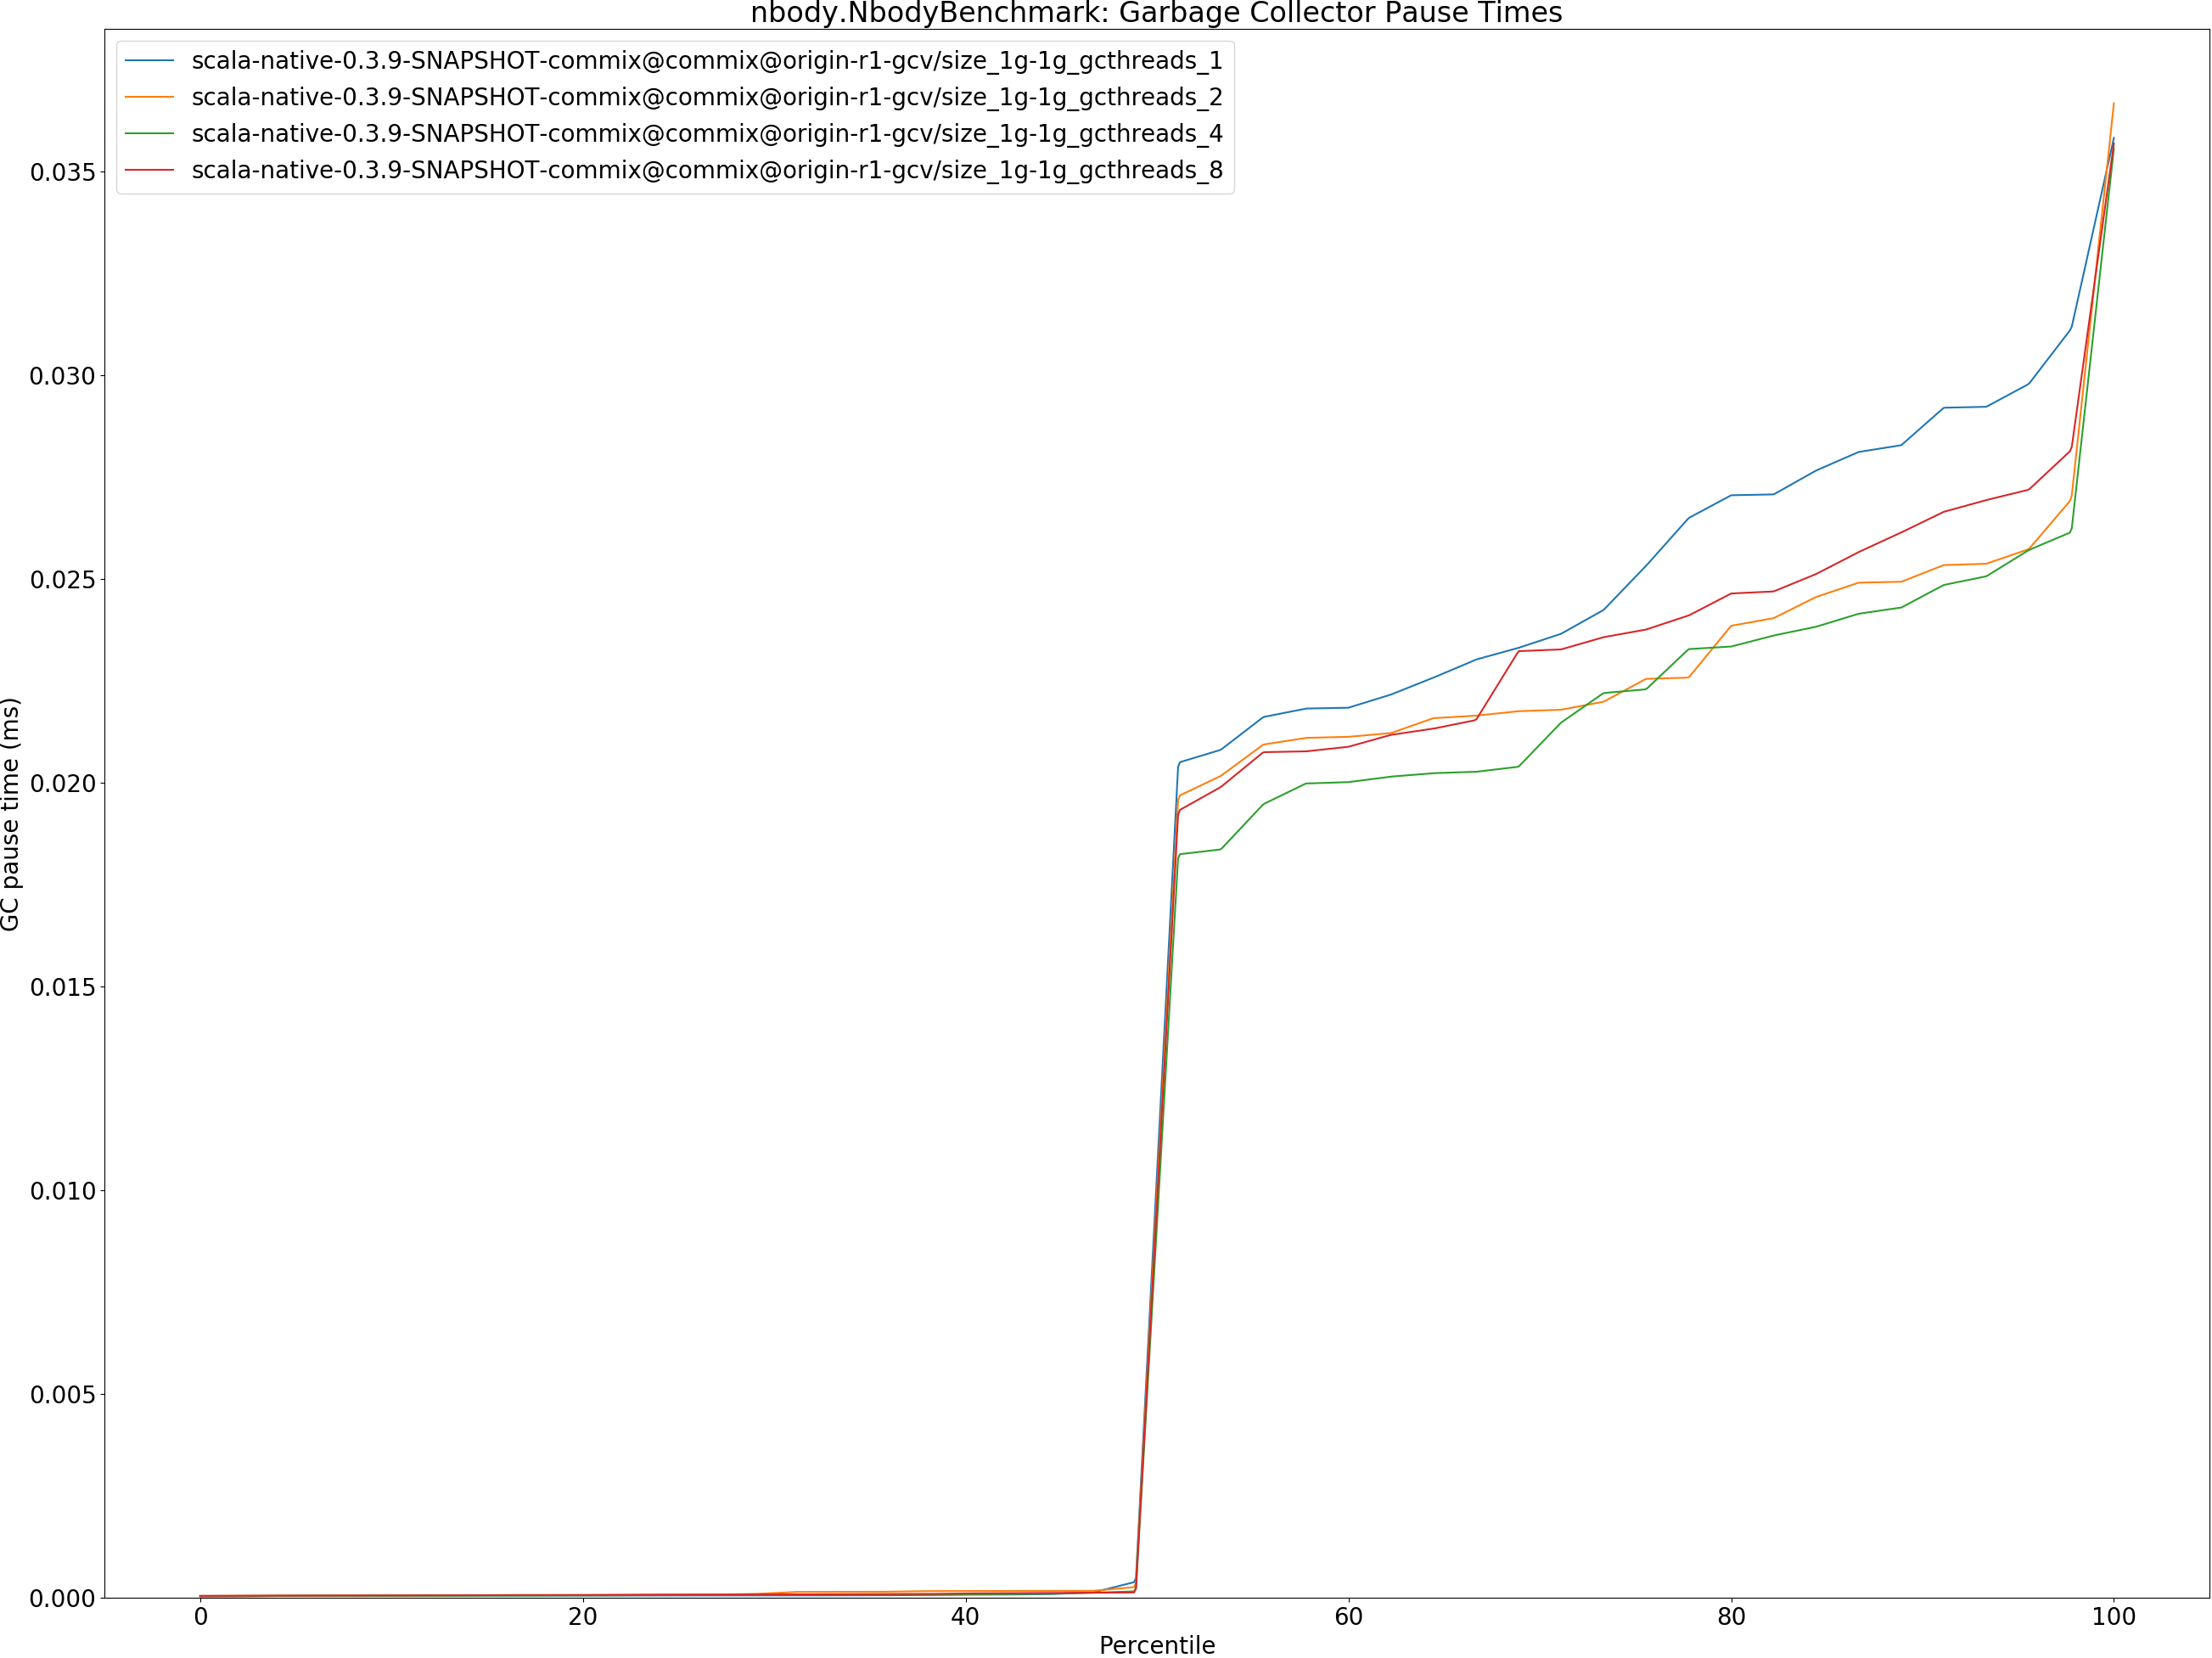 nbody.NbodyBenchmark: Garbage Collector Pause Times
scala-native-0.3.9-SNAPSHOT-commix@commix@origin-r1-gcv/size_1g-1g_gcthreads_1
scala-native-0.3.9-SNAPSHOT-commix@commix@origin-r1-gcv/size_1g-1g_gcthreads_2
scala-native-0.3.9-SNAPSHOT-commix@commix@origin-r1-gcv/size_1g-1g_gcthreads_4
scala-native-0.3.9-SNAPSHOT-commix@commix@origin-r1-gcv/size_1g-1g_gcthreads_8
0.035
0.030
0.025
0.020
0.015
0.010
0.005
0.000
GC pause time (ms)
0 20 40 60 80 100
Percentile